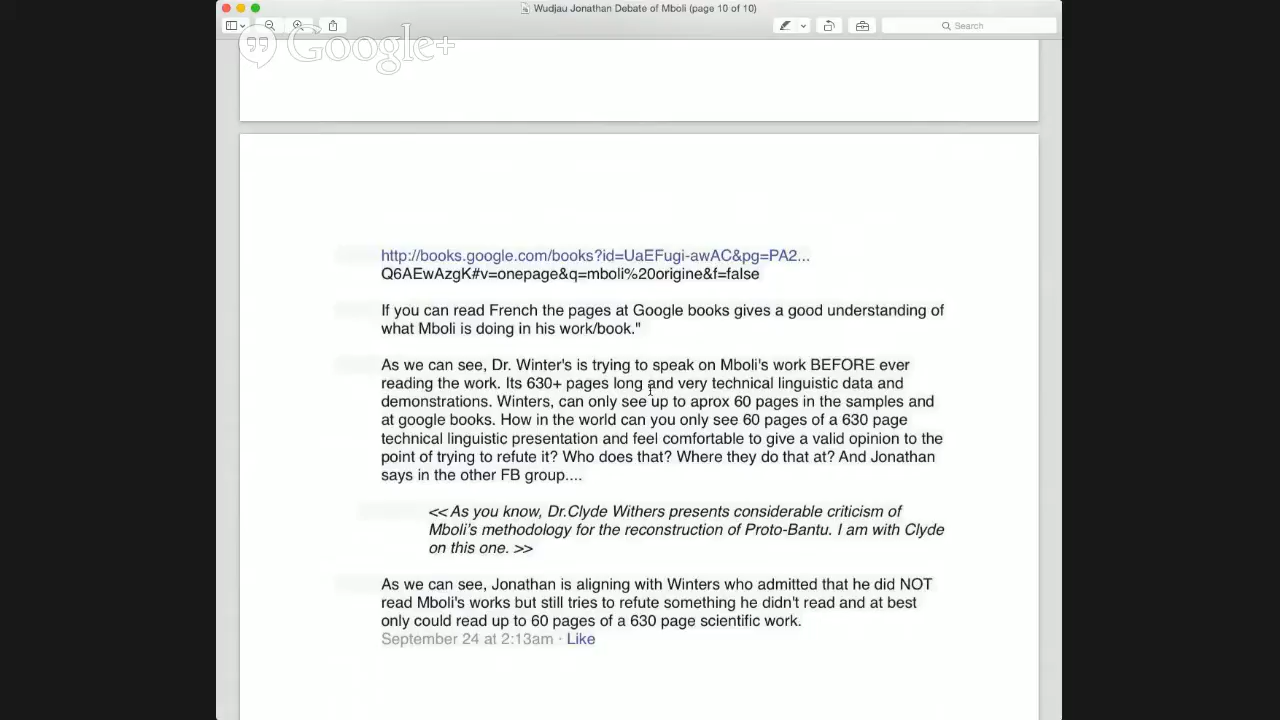 Wudjau Jonathan Debate of Mboli (page 10 of 10)
Search
Google+
http://books.google.com/books?id=UaEFugi-awAC&pg=PA2...
Q6AEwAzgK#v=onepage&q=mboli%20origine&f=false
If you can read French the pages at Google books gives a good understanding of
what Mboli is doing in his work/book."
As we can see, Dr. Winter's is trying to speak on Mboli's work BEFORE ever
reading the work. Its 630+ pages long and very technical linguistic data and
demonstrations. Winters, can only see up to aprox 60 pages in the samples and
at google books. How in the world can you only see 60 pages of a 630 page
technical linguistic presentation and feel comfortable to give a valid opinion to the
point of trying to refute it? Who does that? Where they do that at? And Jonathan
says in the other FB group....
<< As you know, Dr.Clyde Withers presents considerable criticism of
Mboli's methodology for the reconstruction of Proto-Bantu. I am with Clyde
on this one. >>
As we can see, Jonathan is aligning with Winters who admitted that he did NOT
read Mboli's works but still tries to refute something he didn't read and at best
only could read up to 60 pages of a 630 page scientific work.
September 24 at 2:13am · Like